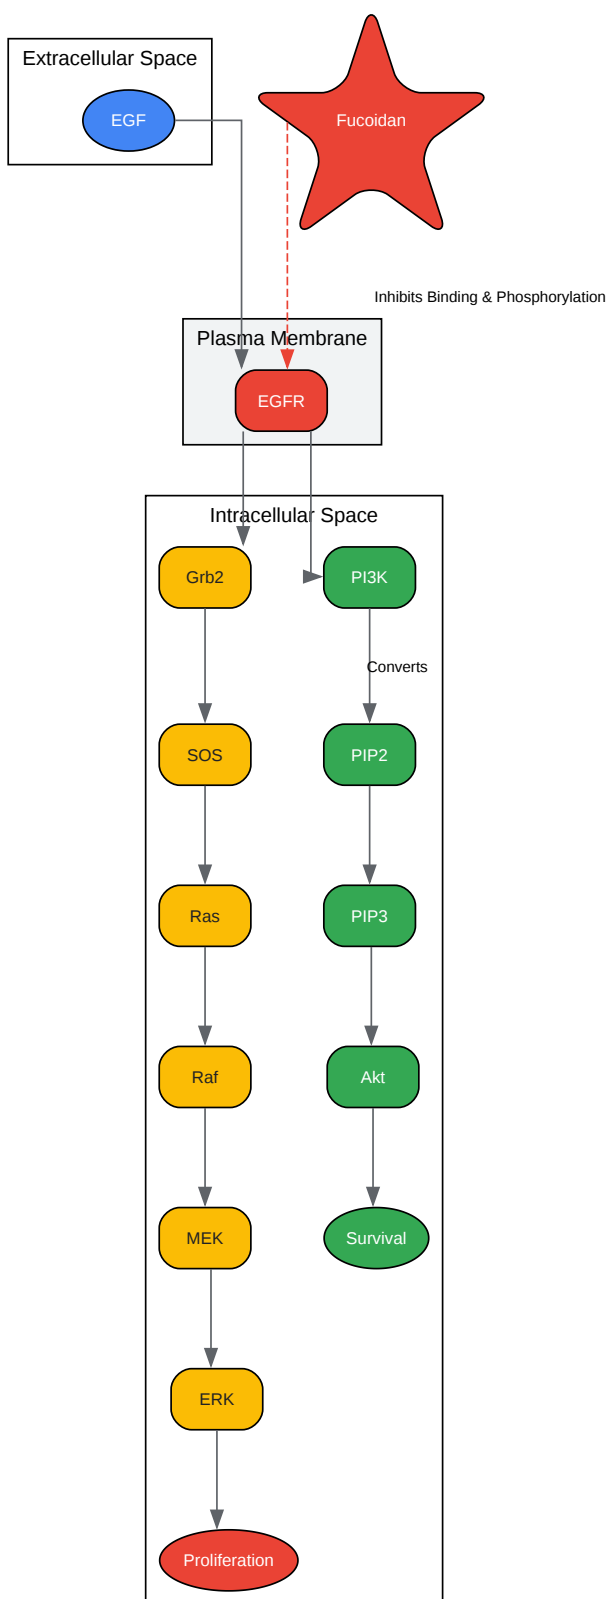 Extracellular Space
EGF
Fucoidan
Inhibits Binding & Phosphorylation
Plasma Membrane
EGFR
Intracellular Space
Grb2
PI3K
Converts
SOS
PIP2
Ras
PIP3
Raf
Akt
MEK
Survival
ERK
Proliferation